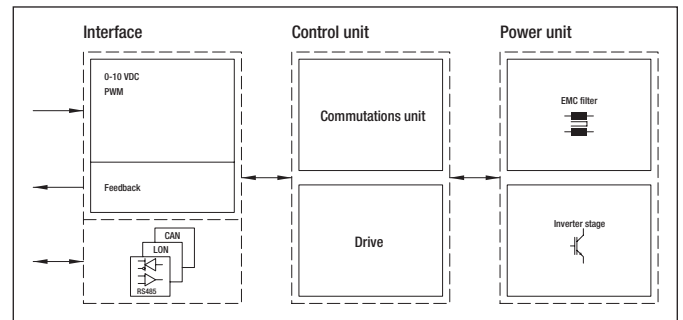 Interface
Control unit
Power unit
0-10 VDC
PWM
Feedback
CAN
LON
RS485
Commutations unit
Drive
EMC filter
Inverter stage